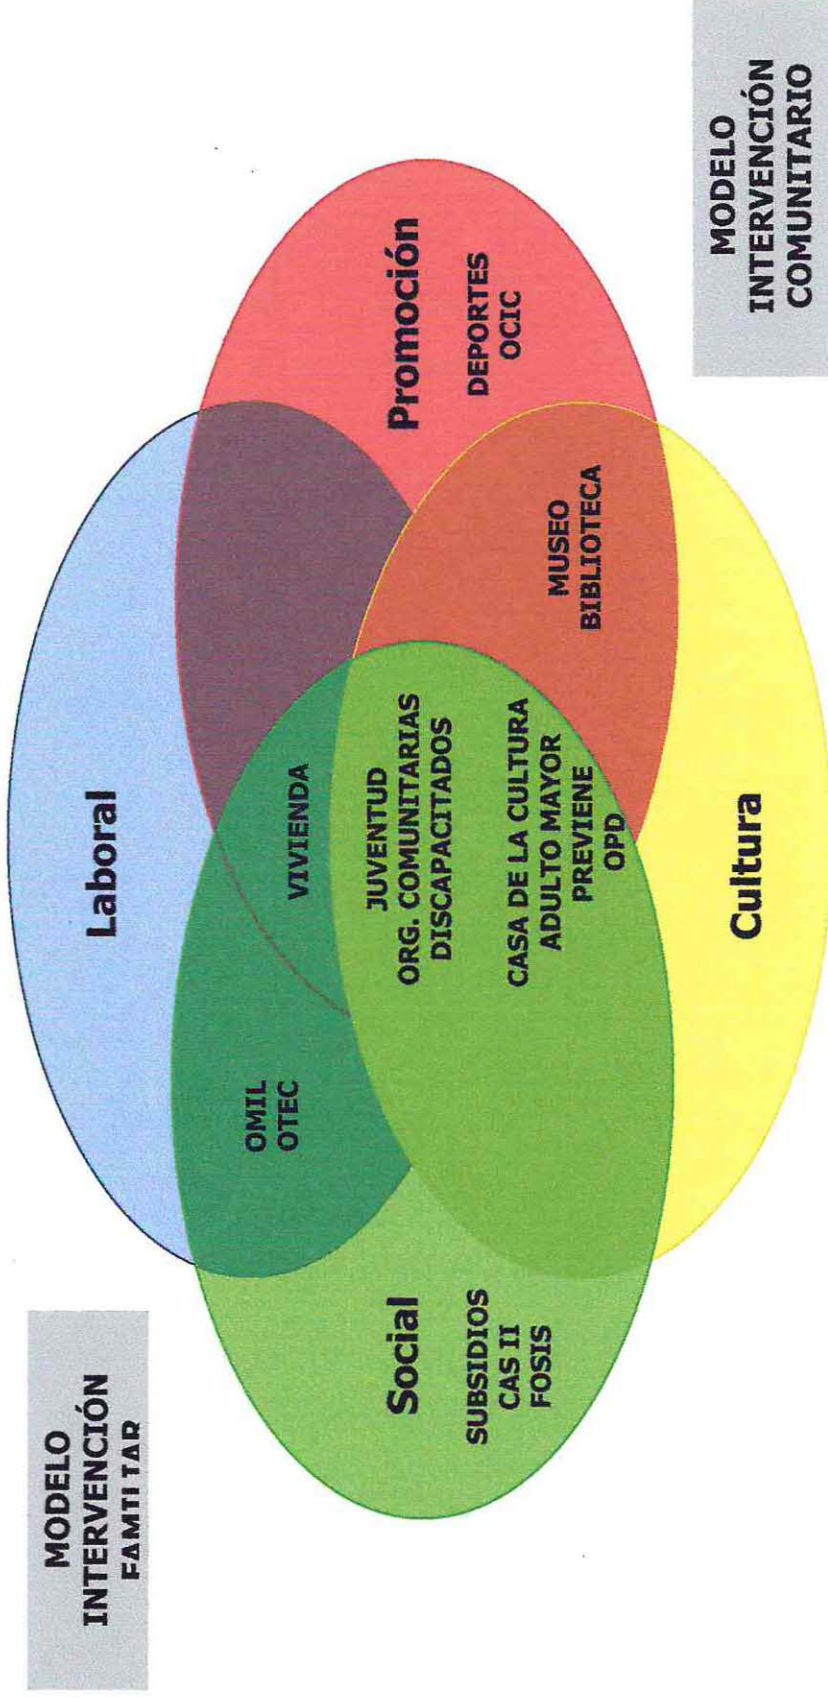 MODELO
INTERVENCIÓN
FAMILIAR
Laboral
OMIL
OTEC
VIVIENDA
Social
SUBSIDIOS
CAS II
FOSIS
JUVENTUD
ORG. COMUNITARIAS
DISCAPACITADOS
CASA DE LA CULTURA
ADULTO MAYOR
PREVIENE
OPD
Promoción
DEPORTES
OCIC
MUSEO
BIBLIOTECA
Cultura
MODELO
INTERVENCIÓN
COMUNITARIO